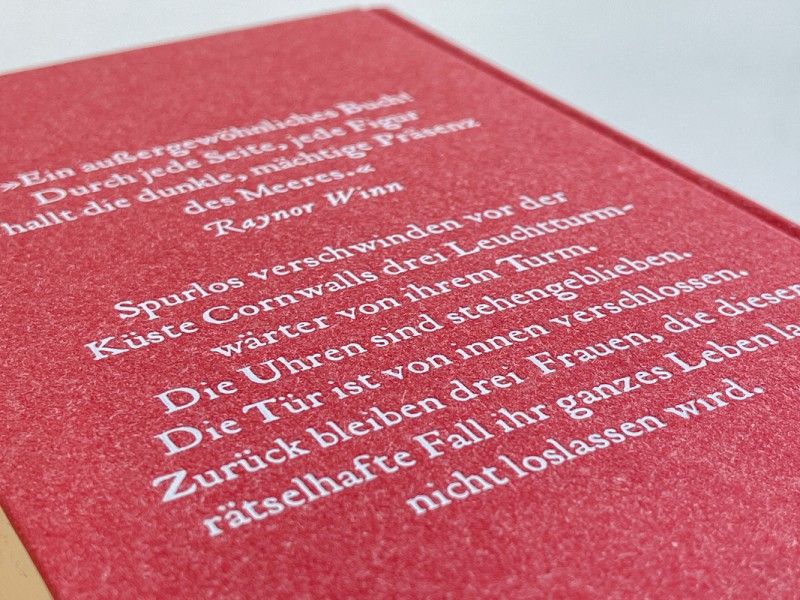 »Ein außergewöhnliches Buch!
Durch jede Seite, jede Figur
hallt die dunkle, mächtige Präsenz
des Meeres.«
Raynor Winn
Spurlos verschwinden vor der
Küste Cornwalls drei Leuchtturm-
wärter von ihrem Turm.
Die Uhren sind stehengeblieben.
Die Tür ist von innen verschlossen.
Zurück bleiben drei Frauen, die dieser
rätselhafte Fall ihr ganzes Leben la
nicht loslassen wird.